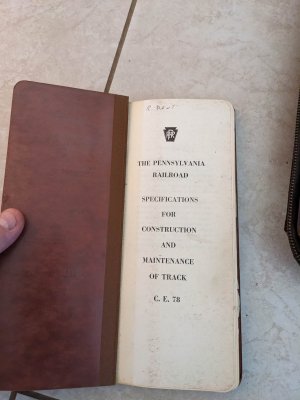 THE PENNSYLVANIA
RAILROAD
SPECIFICATIONS
FOR
CONSTRUCTION
AND
MAINTENANCE
OF TRACK
C. E. 78